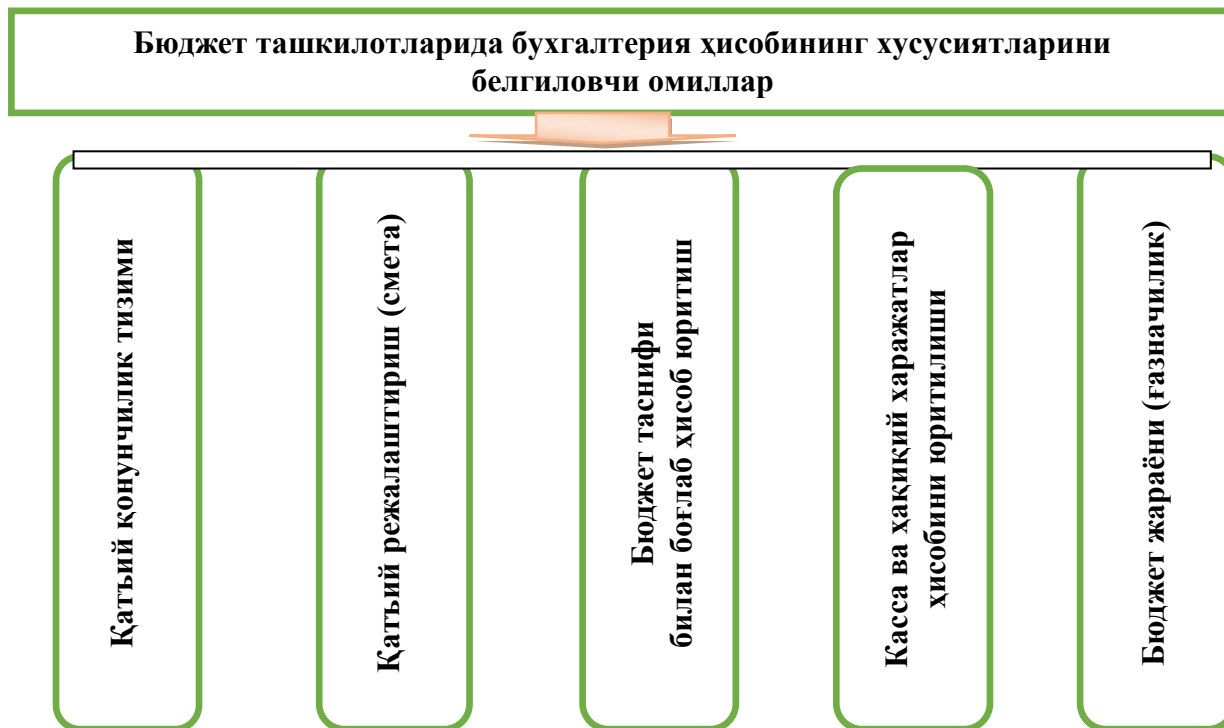 Бюджет ташкилотларида бухгалтерия ҳисобининг хусусиятларини
белгиловчи омиллар
Қатъий қонунчилик тизими
Қатъий режалаштириш (смета)
Бюджет таснифи
билан боғлаб ҳисоб юритиш
Касса ва ҳақиқий харажатлар
ҳисобини юритилиши
Бюджет жараёни (ғазначилик)